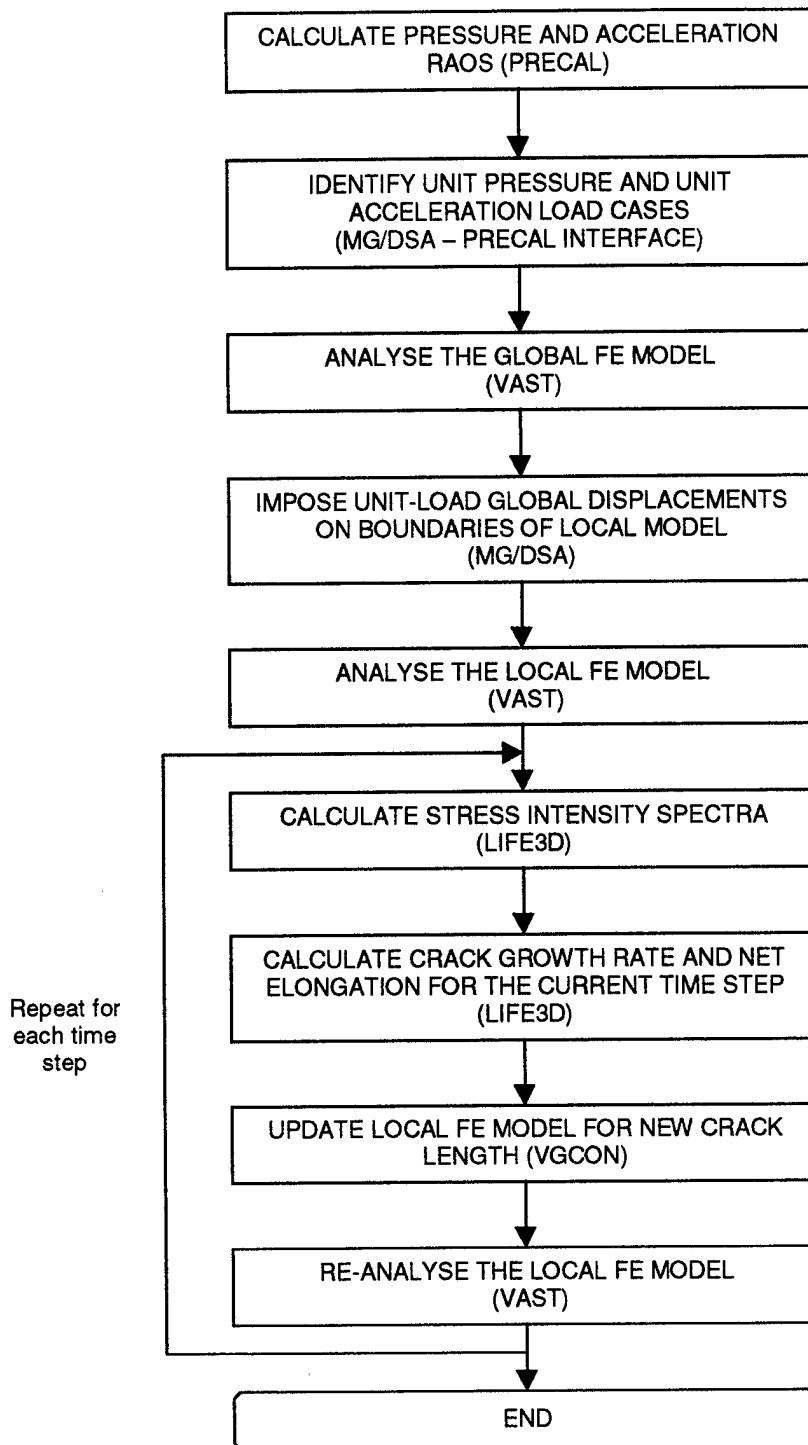 CALCULATE PRESSURE AND ACCELERATION
RAOS (PRECAL)
IDENTIFY UNIT PRESSURE AND UNIT
ACCELERATION LOAD CASES
(MG/DSA – PRECAL INTERFACE)
ANALYSE THE GLOBAL FE MODEL
(VAST)
IMPOSE UNIT-LOAD GLOBAL DISPLACEMENTS
ON BOUNDARIES OF LOCAL MODEL
(MG/DSA)
ANALYSE THE LOCAL FE MODEL
(VAST)
CALCULATE STRESS INTENSITY SPECTRA
(LIFE3D)
CALCULATE CRACK GROWTH RATE AND NET
ELONGATION FOR THE CURRENT TIME STEP
(LIFE3D)
Repeat for
each time
step
UPDATE LOCAL FE MODEL FOR NEW CRACK
LENGTH (VGCON)
RE-ANALYSE THE LOCAL FE MODEL
(VAST)
END